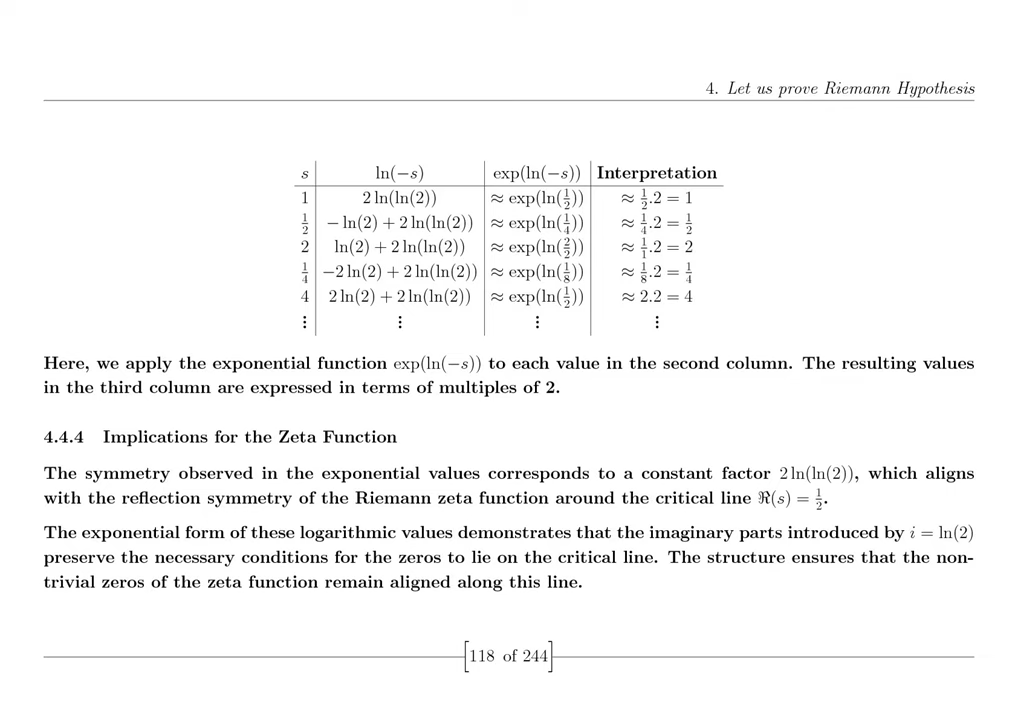 4. Let us prove Riemann Hypothesis
s ln(−s) exp(ln(−s)) Interpretation
1 2 ln(ln(2)) ≈ exp(ln(1/2)) ≈ 1/2.2 = 1
1/2 − ln(2) + 2 ln(ln(2)) ≈ exp(ln(1/4)) ≈ 1/4.2 = 1/2
2 ln(2) + 2 ln(ln(2)) ≈ exp(ln(2/2)) ≈ 1/1.2 = 2
1/4 −2 ln(2) + 2 ln(ln(2)) ≈ exp(ln(1/8)) ≈ 1/8.2 = 1/4
4 2 ln(2) + 2 ln(ln(2)) ≈ exp(ln(1/2)) ≈ 2.2 = 4
⋮ ⋮ ⋮ ⋮
Here, we apply the exponential function exp(ln(−s)) to each value in the second column. The resulting values
in the third column are expressed in terms of multiples of 2.
4.4.4 Implications for the Zeta Function
The symmetry observed in the exponential values corresponds to a constant factor 2 ln(ln(2)), which aligns
with the reflection symmetry of the Riemann zeta function around the critical line ℜ(s) = 1/2.
The exponential form of these logarithmic values demonstrates that the imaginary parts introduced by i = ln(2)
preserve the necessary conditions for the zeros to lie on the critical line. The structure ensures that the non-
trivial zeros of the zeta function remain aligned along this line.
[118 of 244]